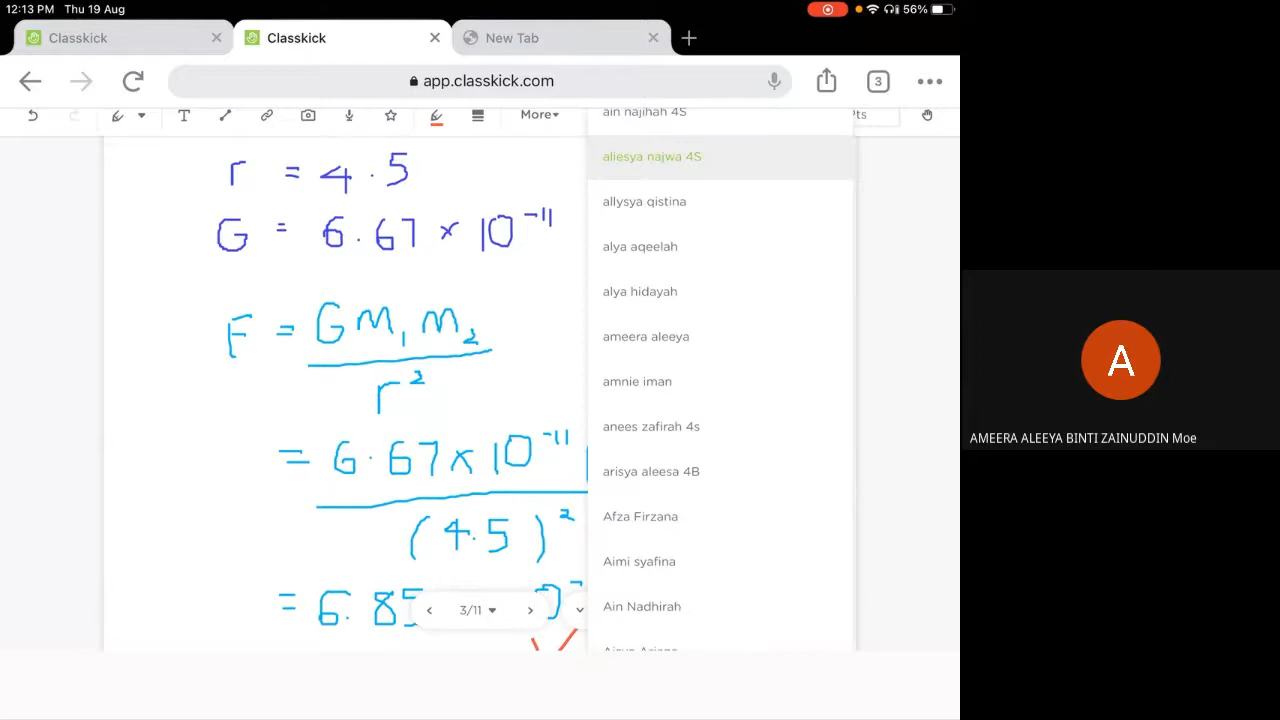 12:13 PM Thu 19 Aug 56%
Classkick Classkick New Tab
app.classkick.com 3
T More
ain najihah 4S
r = 4.5
aliesya najwa 4S
allysya qistina
G = 6.67 × 10⁻¹¹
alya aqeelah
alya hidayah
F = GM₁M₂
ameera aleeya
r²
amnie iman
anees zafirah 4s
= 6.67 × 10⁻¹¹
arisya aleesa 4B
(4.5)²
Afza Firzana
Aimi syafina
= 6.85
3/11
Ain Nadhirah
A
AMEERA ALEEYA BINTI ZAINUDDIN Moe